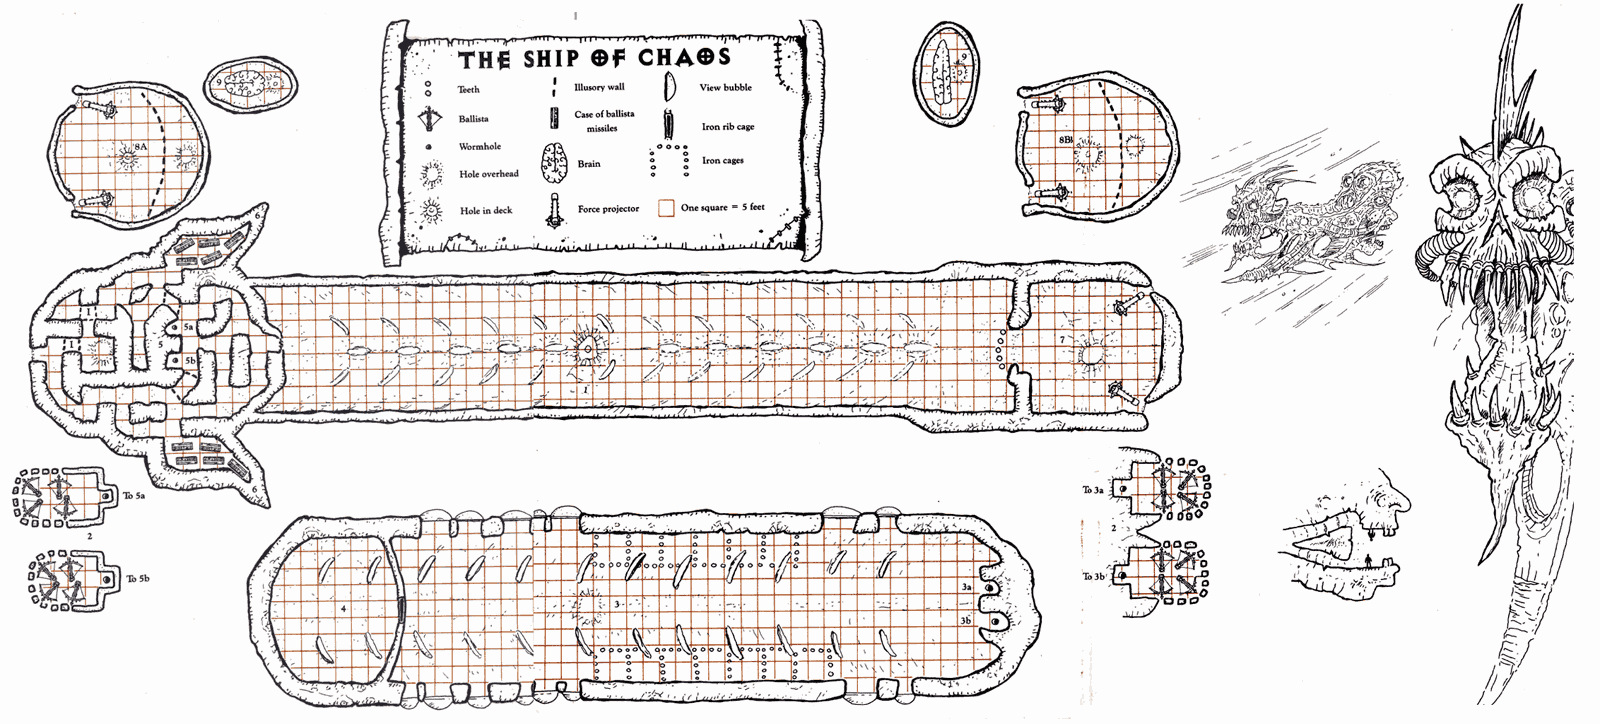 THE SHIP OF CHAOS
Teeth
Ballista
Wormhole
Hole overhead
Hole in deck
Illusory wall
Case of ballista
missiles
Brain
Force projector
View bubble
Iron rib cage
Iron cages
One square = 5 feet
9
8A
9
8B
6
1
5
5a
5b
6
1
7
To 5a
2
To 5b
4
3
3a
3b
To 3a
2
To 3b